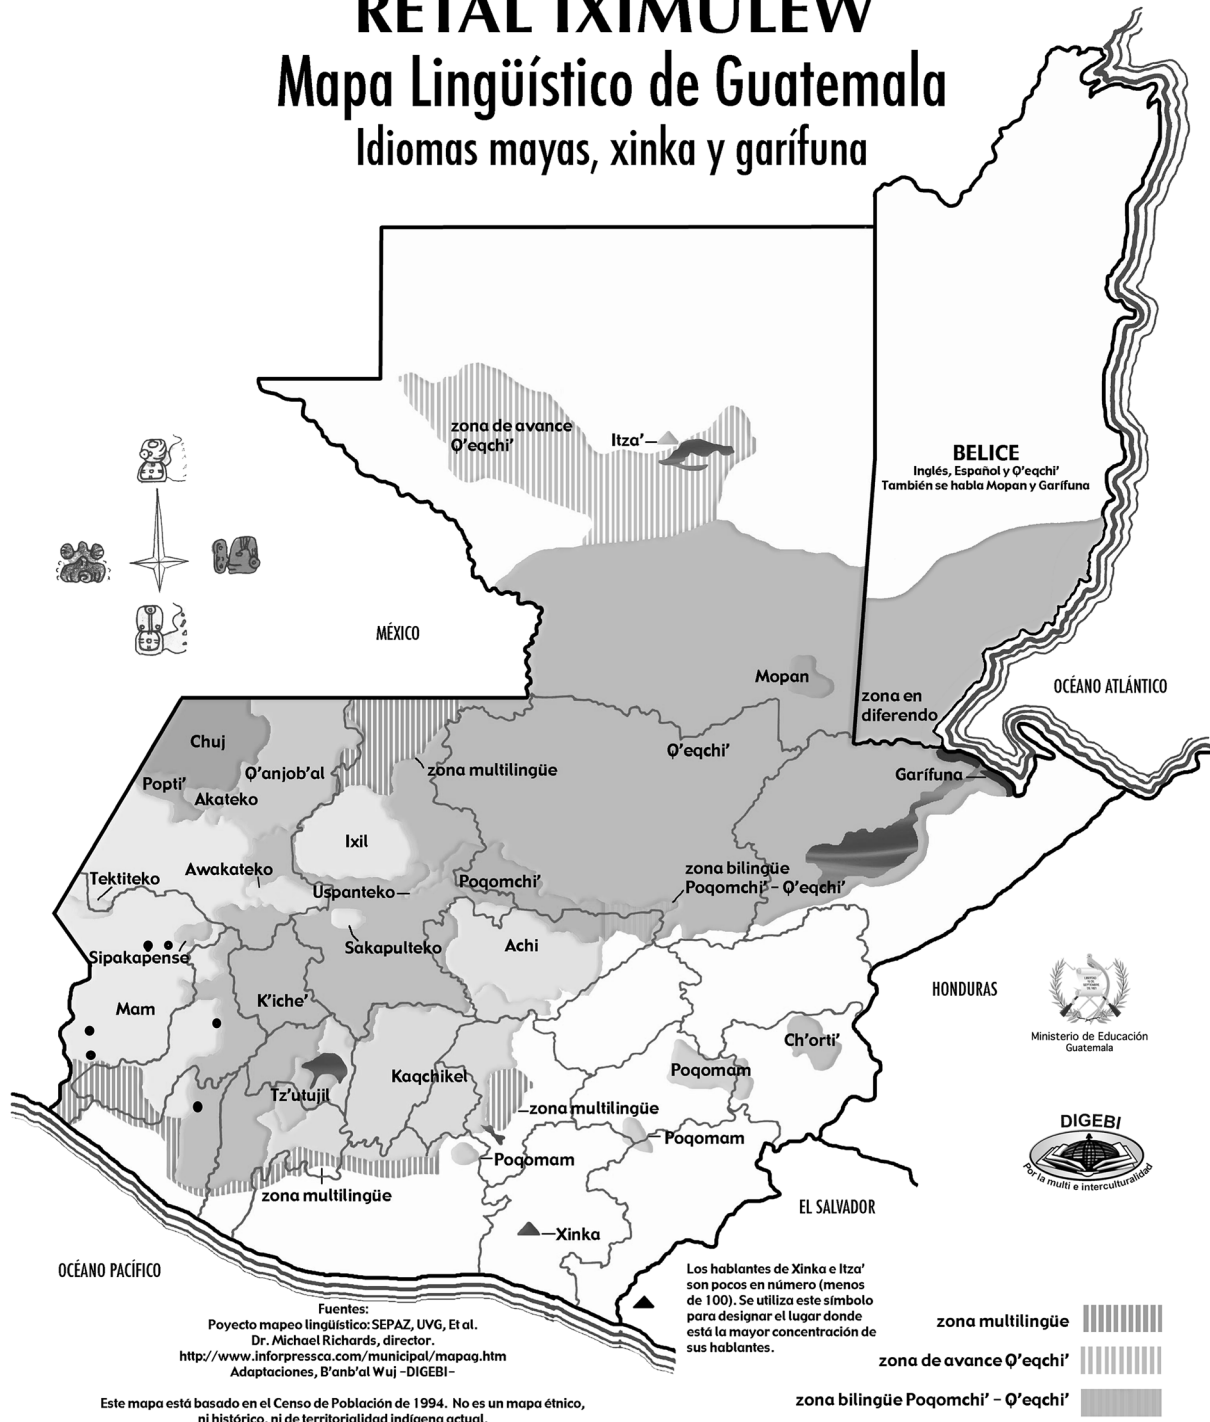 RETAL IXIMULEW
Mapa Lingüístico de Guatemala
Idiomas mayas, xinka y garífuna
zona de avance
Q'eqchi'
Itza'
BELICE
Inglés, Español y Q'eqchi'
También se habla Mopan y Garífuna
MÉXICO
Mopan
zona en
diferendo
OCÉANO ATLÁNTICO
Chuj
Q'eqchi'
Popti'
Q'anjob'al
zona multilingüe
Garífuna
Akateko
Ixil
Tektiteko
Awakateko
Uspanteko
Poqomchi'
zona bilingüe
Poqomchi' – Q'eqchi'
Sipakapense
Sakapulteko
Achi
Mam
K'iche'
HONDURAS
Ministerio de Educación
Guatemala
Ch'orti'
Poqomam
Kaqchikel
Tz'utujil
zona multilingüe
Poqomam
Poqomam
zona multilingüe
DIGEBI
Por la multi e interculturalidad
EL SALVADOR
Xinka
OCÉANO PACÍFICO
Los hablantes de Xinka e Itza'
son pocos en número (menos
de 100). Se utiliza este símbolo
para designar el lugar donde
está la mayor concentración de
sus hablantes.
Fuentes:
Poyecto mapeo lingüístico: SEPAZ, UVG, Et al.
Dr. Michael Richards, director.
http://www.inforpressca.com/municipal/mapag.htm
Adaptaciones, B'anb'al Wuj –DIGEBI–
zona multilingüe
zona de avance Q'eqchi'
zona bilingüe Poqomchi' – Q'eqchi'
Este mapa está basado en el Censo de Población de 1994. No es un mapa étnico,
ni histórico, ni de territorialidad indígena actual.